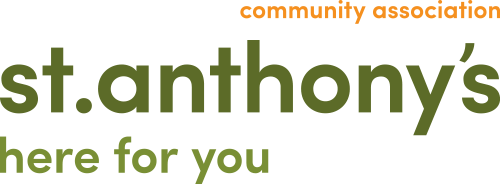 community association
st.anthony's
here for you